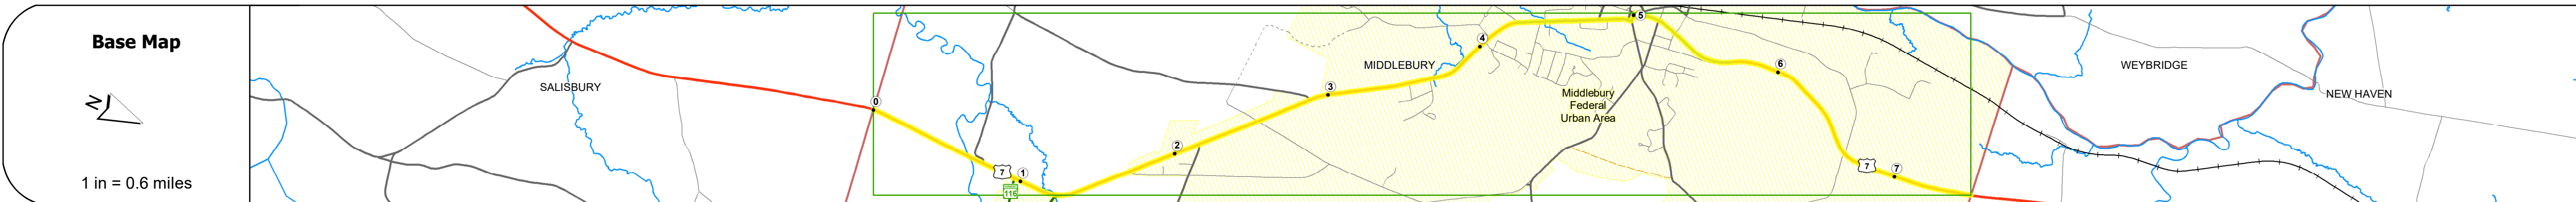 Base Map
N
1 in = 0.6 miles
SALISBURY
0
7
1
116
2
3
MIDDLEBURY
4
5
Middlebury
Federal
Urban Area
6
7
7
WEYBRIDGE
NEW HAVEN